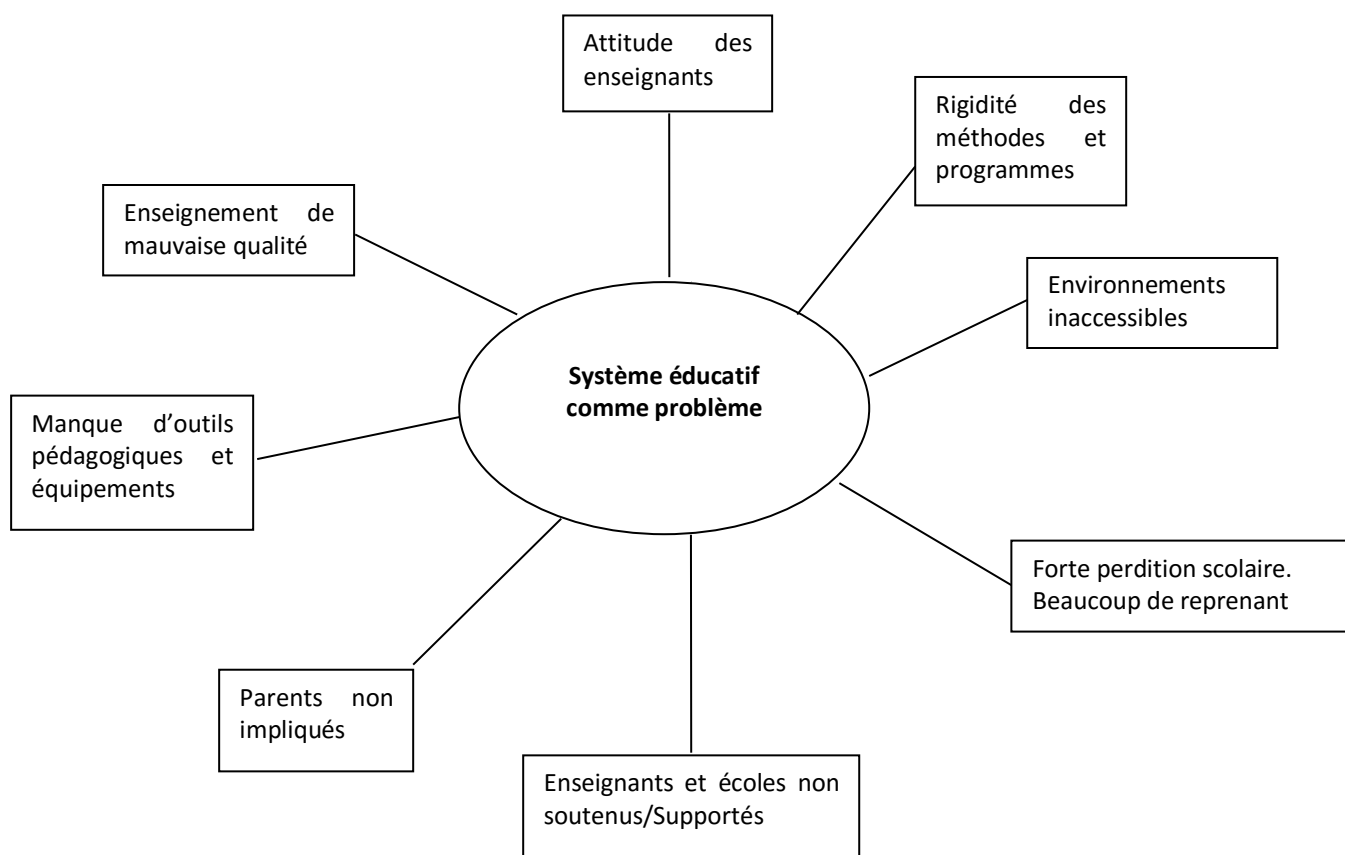 Attitude des
enseignants
Rigidité des
méthodes et
programmes
Enseignement de
mauvaise qualité
Environnements
inaccessibles
Système éducatif
comme problème
Manque d’outils
pédagogiques et
équipements
Forte perdition scolaire.
Beaucoup de reprenant
Parents non
impliqués
Enseignants et écoles non
soutenus/Supportés